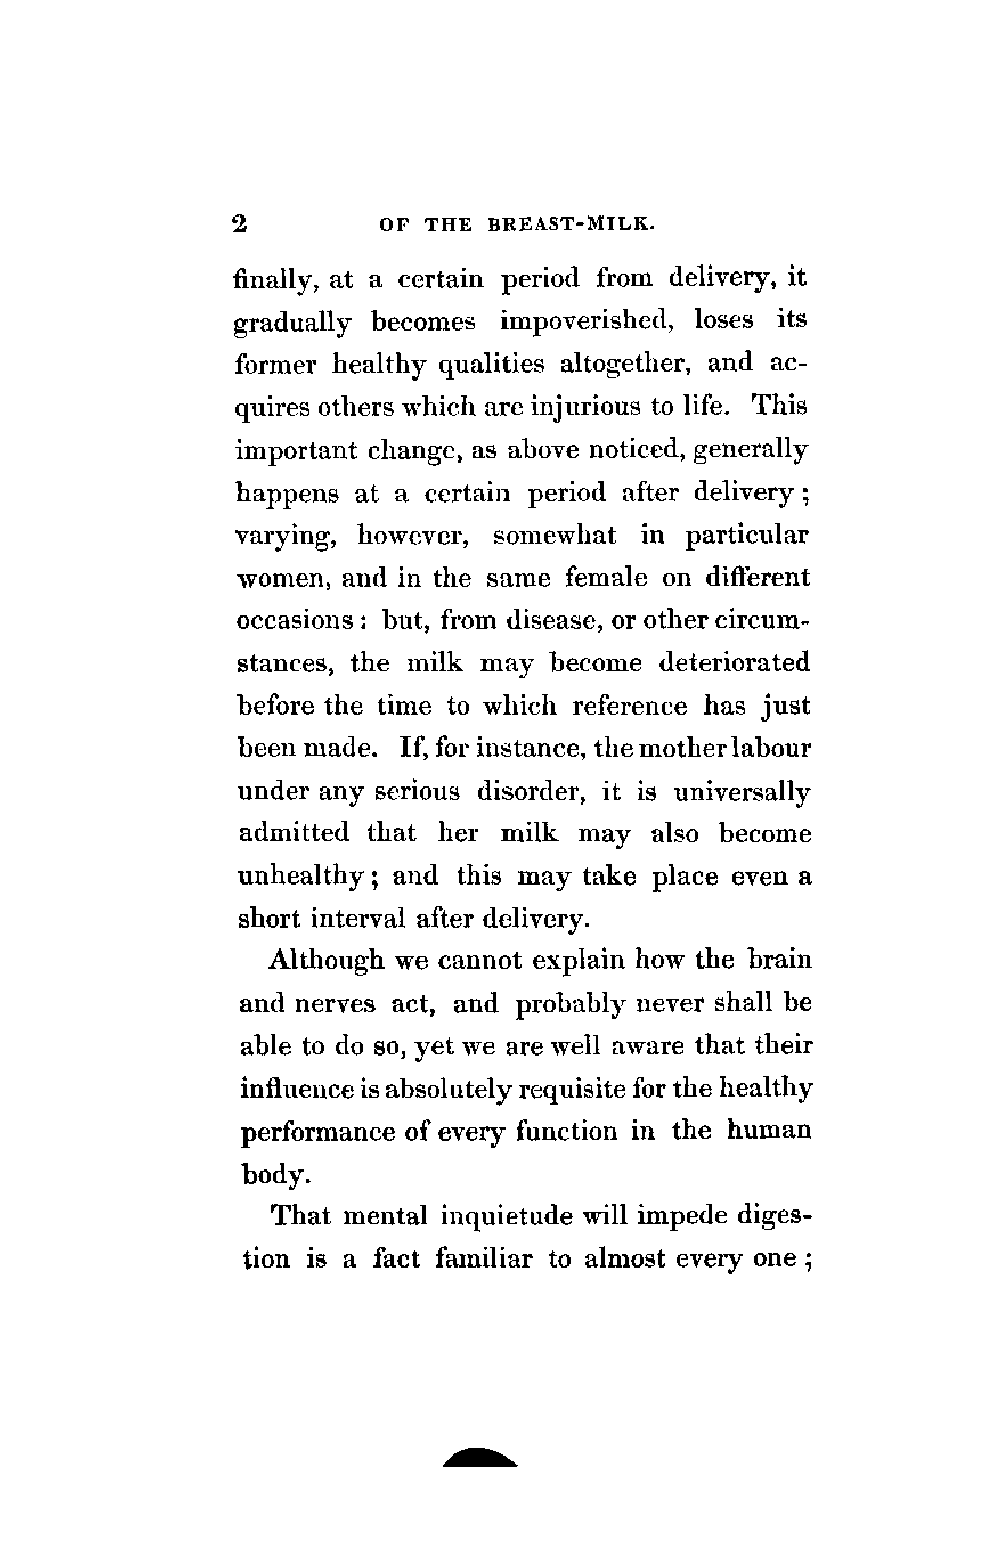 2 OF THE BREAST-MILK.
finally, at a certain period from delivery, it
gradually becomes impoverished, loses its
former healthy qualities altogether, and ac-
quires others which are injurious to life. This
important change, as above noticed, generally
happens at a certain period after delivery;
varying, however, somewhat in particular
women, and in the same female on different
occasions: but, from disease, or other circum-
stances, the milk may become deteriorated
before the time to which reference has just
been made. If, for instance, the mother labour
under any serious disorder, it is universally
admitted that her milk may also become
unhealthy; and this may take place even a
short interval after delivery.
Although we cannot explain how the brain
and nerves act, and probably never shall be
able to do so, yet we are well aware that their
influence is absolutely requisite for the healthy
performance of every function in the human
body.
That mental inquietude will impede diges-
tion is a fact familiar to almost every one;